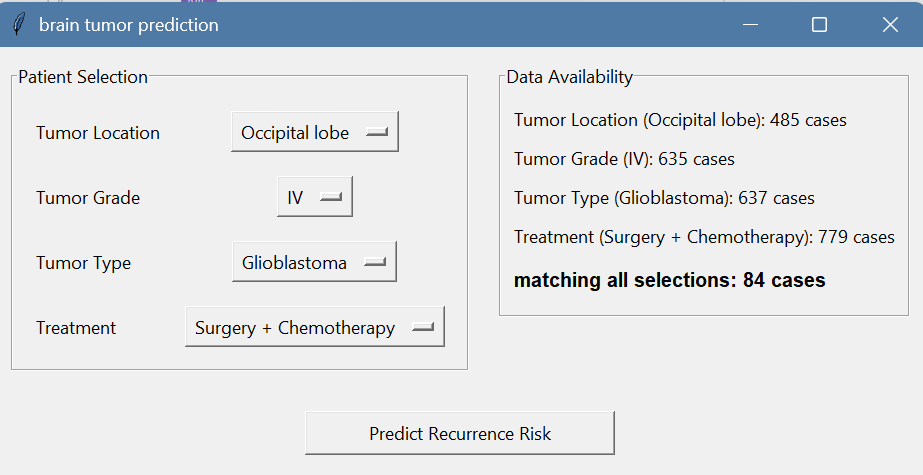 brain tumor prediction
Patient Selection
Tumor Location
Occipital lobe
Tumor Grade
IV
Tumor Type
Glioblastoma
Treatment
Surgery + Chemotherapy
Data Availability
Tumor Location (Occipital lobe): 485 cases
Tumor Grade (IV): 635 cases
Tumor Type (Glioblastoma): 637 cases
Treatment (Surgery + Chemotherapy): 779 cases
matching all selections: 84 cases
Predict Recurrence Risk